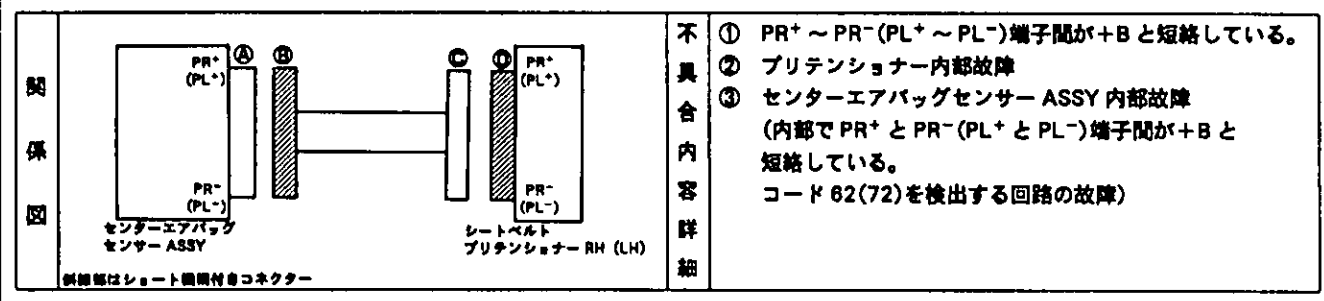 関係図
PR⁺
(PL⁺)
Ⓐ
Ⓑ
Ⓒ
Ⓓ
PR⁺
(PL⁺)
PR⁻
(PL⁻)
PR⁻
(PL⁻)
センターエアバッグ
センサー ASSY
シートベルト
プリテンショナー RH (LH)
斜線部はショート機構付きコネクター
不具合内容詳細
① PR⁺ ~ PR⁻(PL⁺ ~ PL⁻)端子間が+B と短絡している。
② プリテンショナー内部故障
③ センターエアバッグセンサー ASSY 内部故障
(内部で PR⁺ と PR⁻(PL⁺ と PL⁻)端子間が+B と
短絡している。
コード 62(72)を検出する回路の故障)